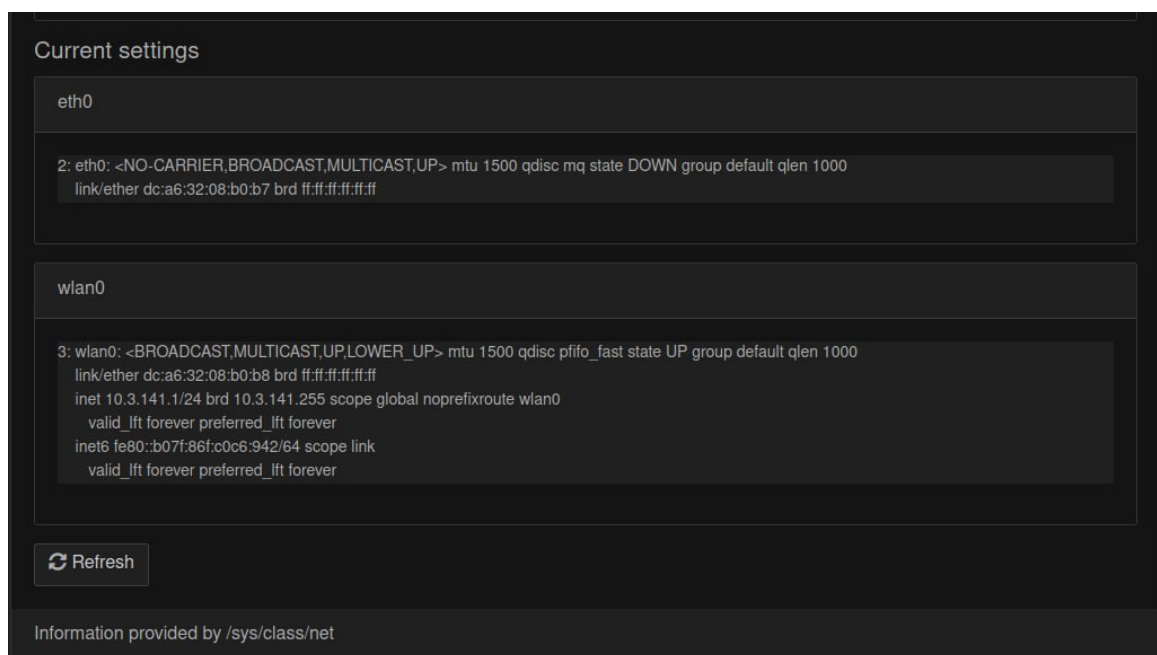 Current settings
eth0
2: eth0: <NO-CARRIER,BROADCAST,MULTICAST,UP> mtu 1500 qdisc mq state DOWN group default qlen 1000
link/ether dc:a6:32:08:b0:b7 brd ff:ff:ff:ff:ff:ff
wlan0
3: wlan0: <BROADCAST,MULTICAST,UP,LOWER_UP> mtu 1500 qdisc pfifo_fast state UP group default qlen 1000
link/ether dc:a6:32:08:b0:b8 brd ff:ff:ff:ff:ff:ff
inet 10.3.141.1/24 brd 10.3.141.255 scope global noprefixroute wlan0
valid_lft forever preferred_lft forever
inet6 fe80::b07f:86f:c0c6:942/64 scope link
valid_lft forever preferred_lft forever
Refresh
Information provided by /sys/class/net